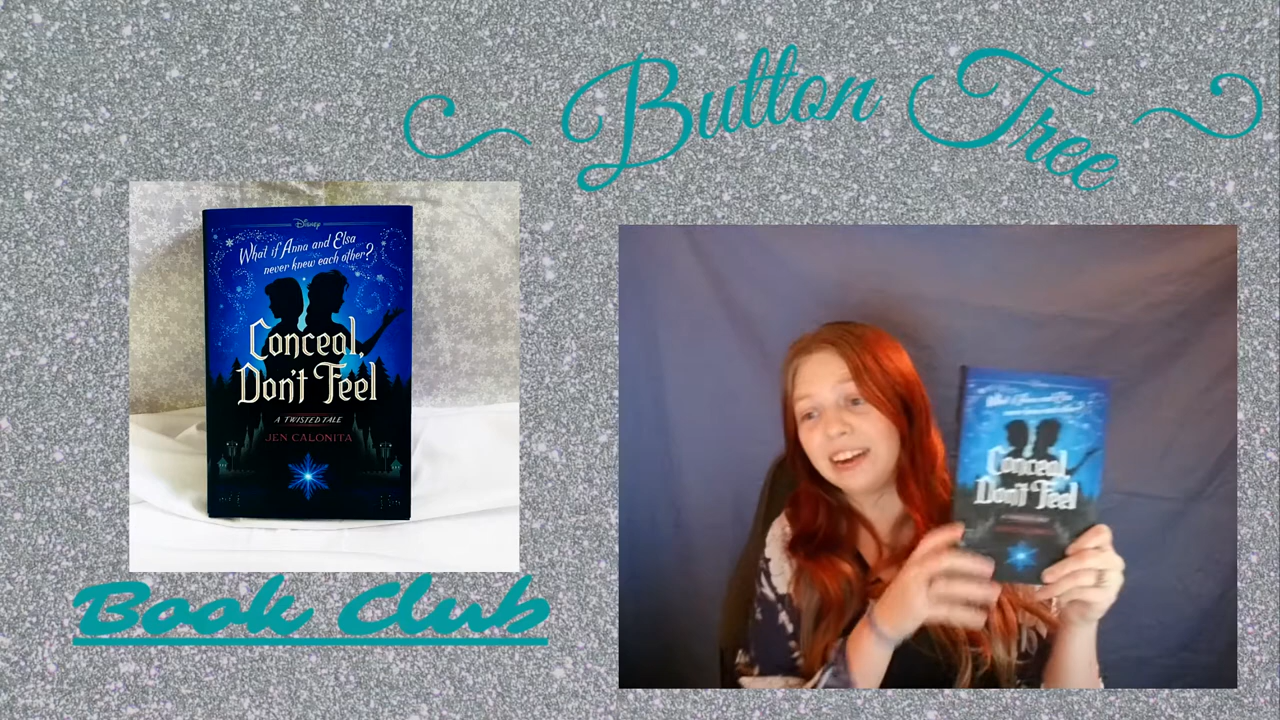 Button Tree
Disney
What if Anna and Elsa
never knew each other?
Conceal,
Don't Feel
A TWISTED TALE
JEN CALONITA
Book Club
Conceal,
Don't Feel